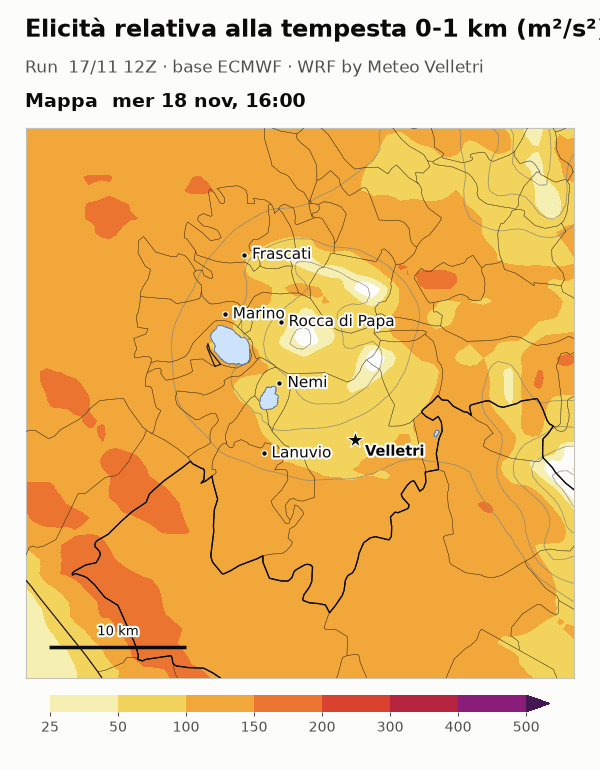 Elicità relativa alla tempesta 0-1 km (m²/s²)
Run  17/11 12Z · base ECMWF · WRF by Meteo Velletri
Mappa  mer 18 nov, 16:00
Frascati
Marino
Rocca di Papa
Nemi
Velletri
Lanuvio
10 km
25 50 100 150 200 300 400 500